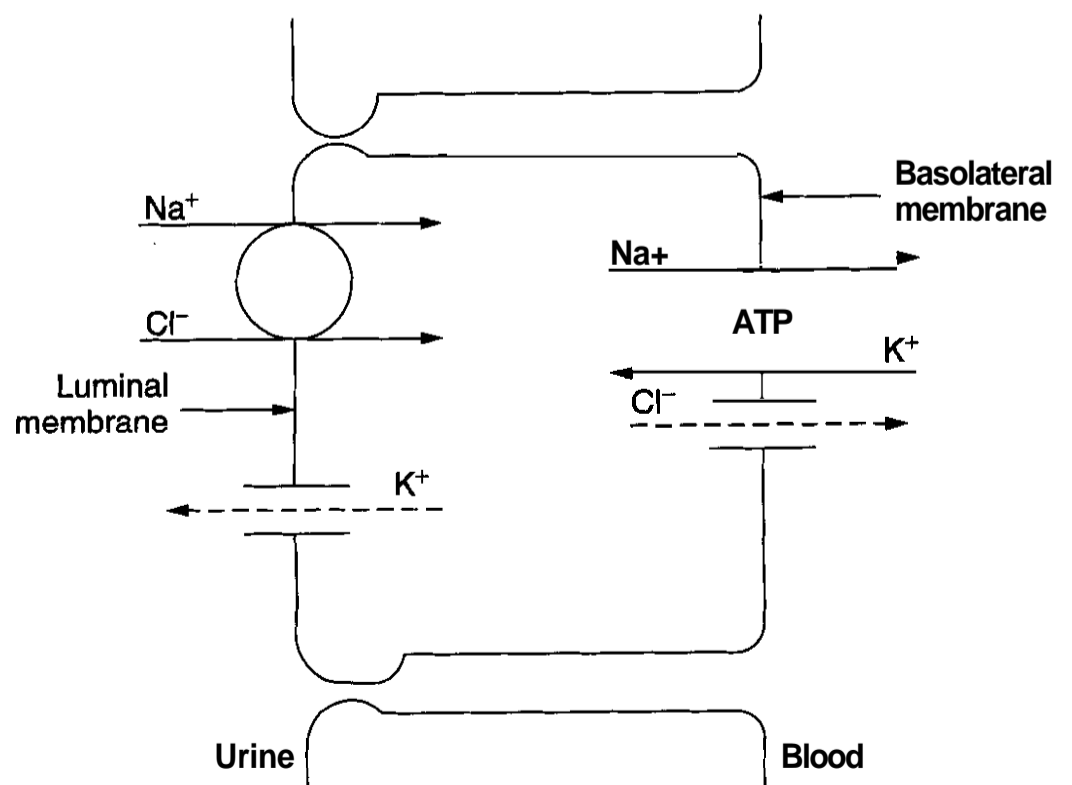 Basolateral
membrane
Na⁺
Na+
Cl⁻
ATP
K⁺
Cl⁻
Luminal
membrane
K⁺
Urine
Blood